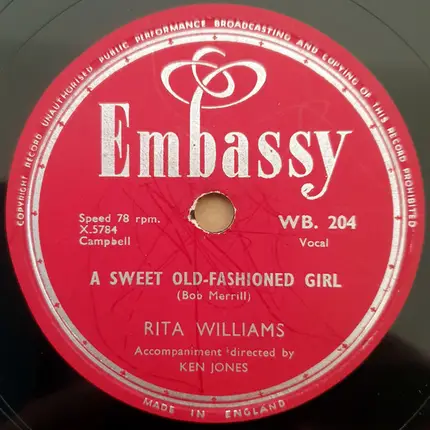 COPYRIGHT RECORD UNAUTHORISED PUBLIC PERFORMANCE BROADCASTING AND COPYING OF THIS RECORD PROHIBITED
Embassy
Speed 78 rpm.
X.5784
Campbell
WB. 204
Vocal
A SWEET OLD-FASHIONED GIRL
(Bob Merrill)
RITA WILLIAMS
Accompaniment directed by
KEN JONES
MADE IN ENGLAND